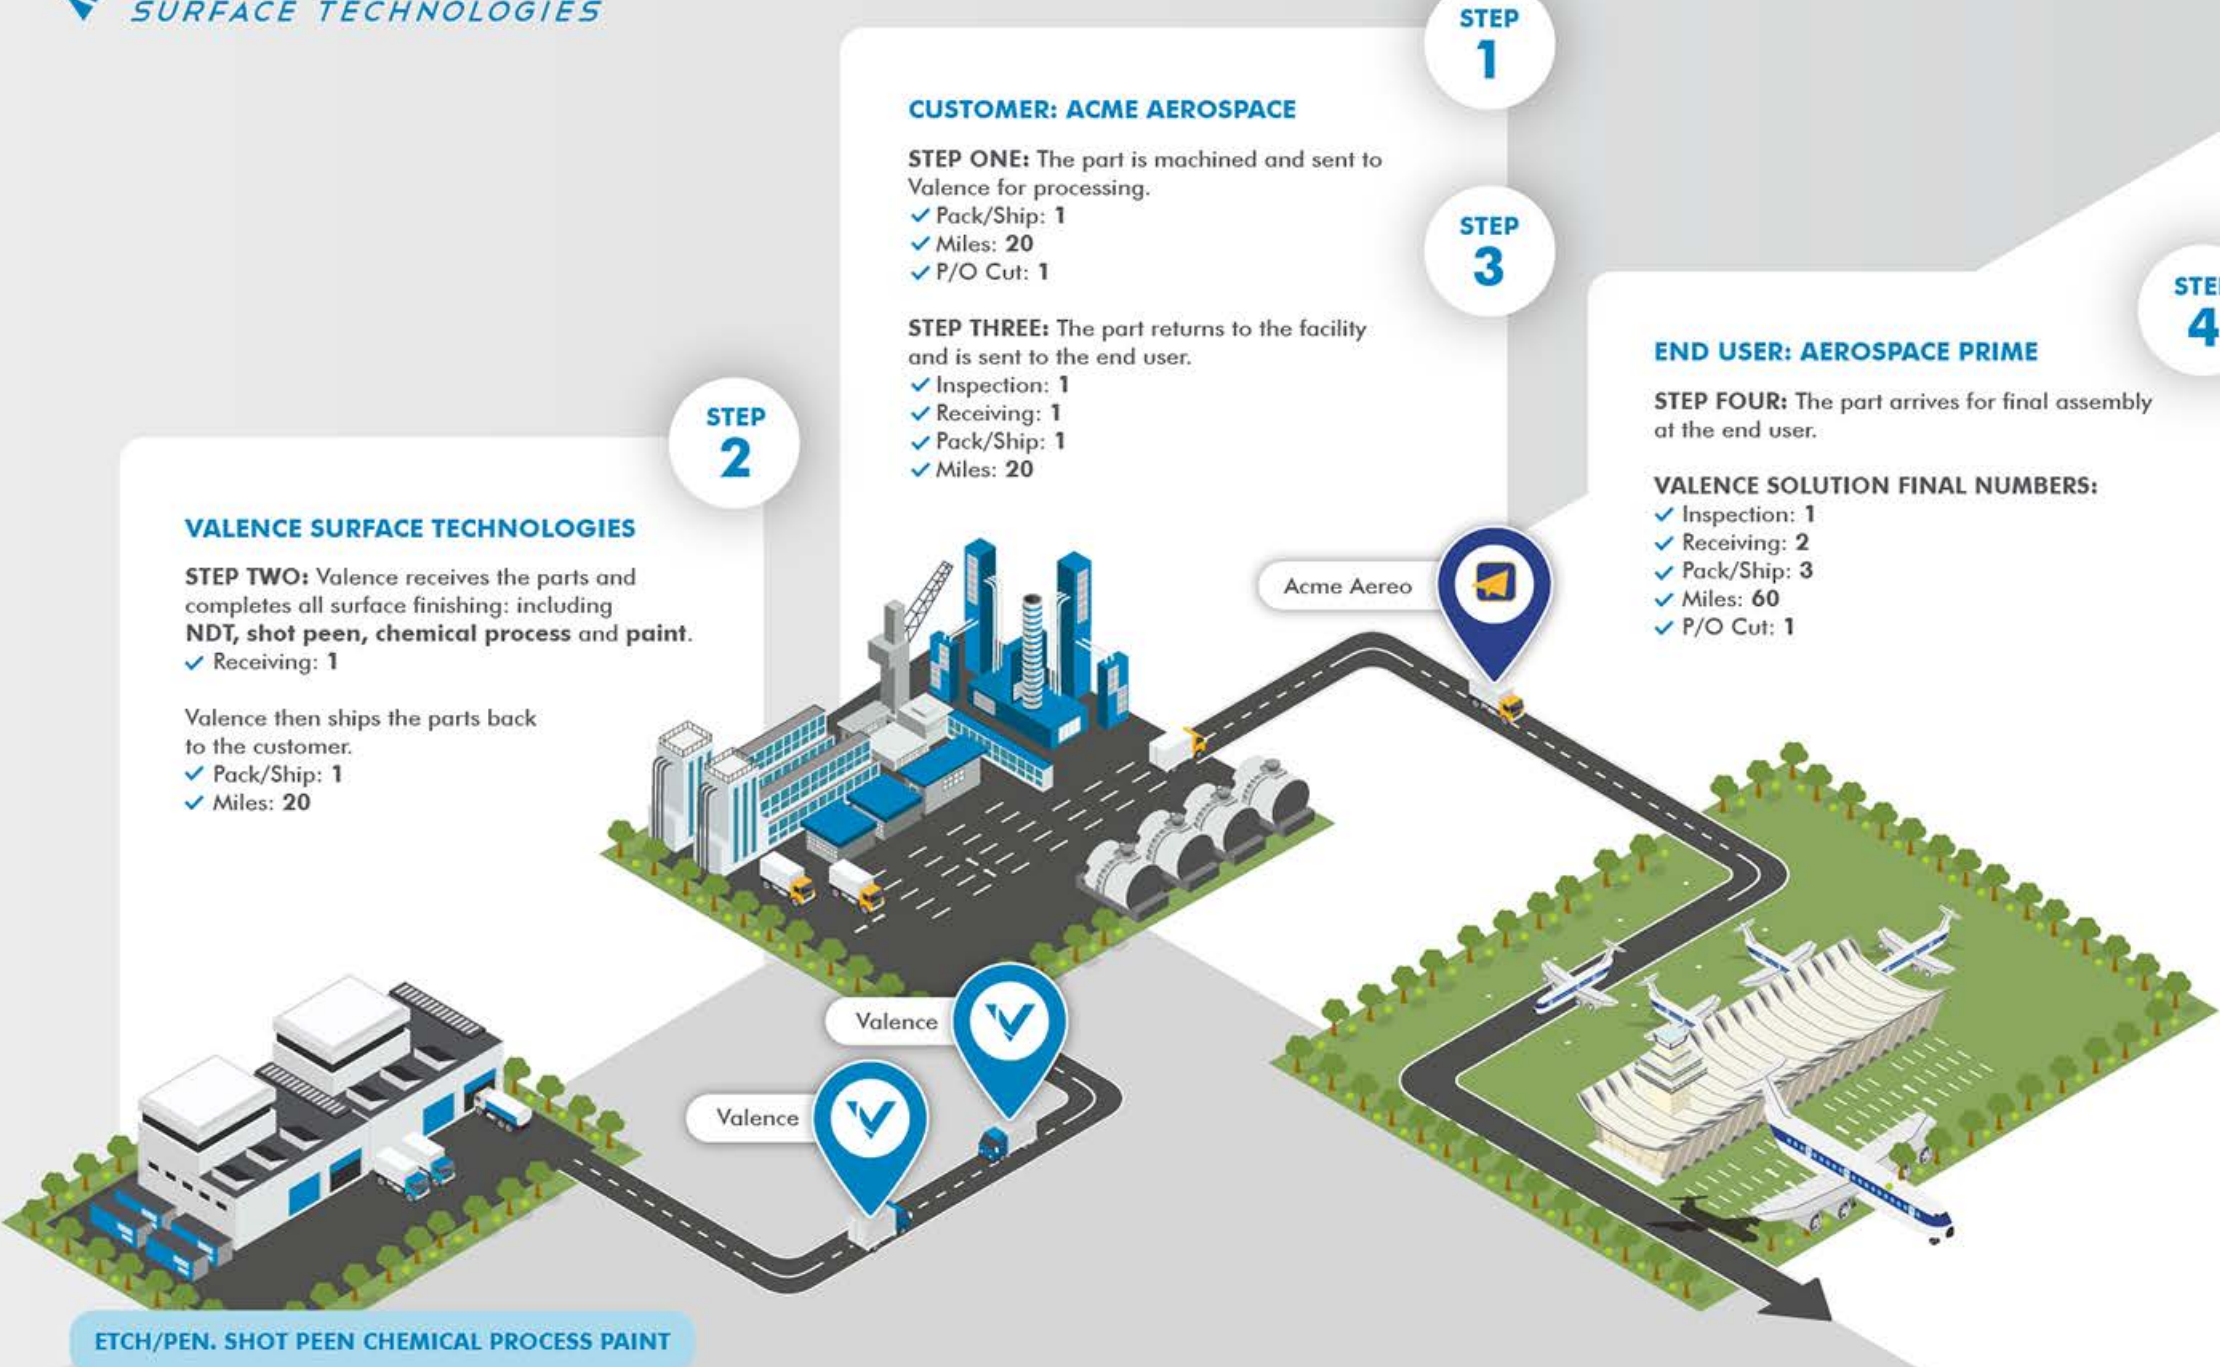 SURFACE TECHNOLOGIES
STEP
1
CUSTOMER: ACME AEROSPACE
STEP ONE: The part is machined and sent to
Valence for processing.
✓ Pack/Ship: 1
✓ Miles: 20
✓ P/O Cut: 1
STEP
3
STEP THREE: The part returns to the facility
and is sent to the end user.
✓ Inspection: 1
✓ Receiving: 1
✓ Pack/Ship: 1
✓ Miles: 20
STEP
2
VALENCE SURFACE TECHNOLOGIES
STEP TWO: Valence receives the parts and
completes all surface finishing: including
NDT, shot peen, chemical process and paint.
✓ Receiving: 1
Valence then ships the parts back
to the customer.
✓ Pack/Ship: 1
✓ Miles: 20
STE
4
END USER: AEROSPACE PRIME
STEP FOUR: The part arrives for final assembly
at the end user.
VALENCE SOLUTION FINAL NUMBERS:
✓ Inspection: 1
✓ Receiving: 2
✓ Pack/Ship: 3
✓ Miles: 60
✓ P/O Cut: 1
Acme Aereo
Valence
Valence
ETCH/PEN. SHOT PEEN CHEMICAL PROCESS PAINT